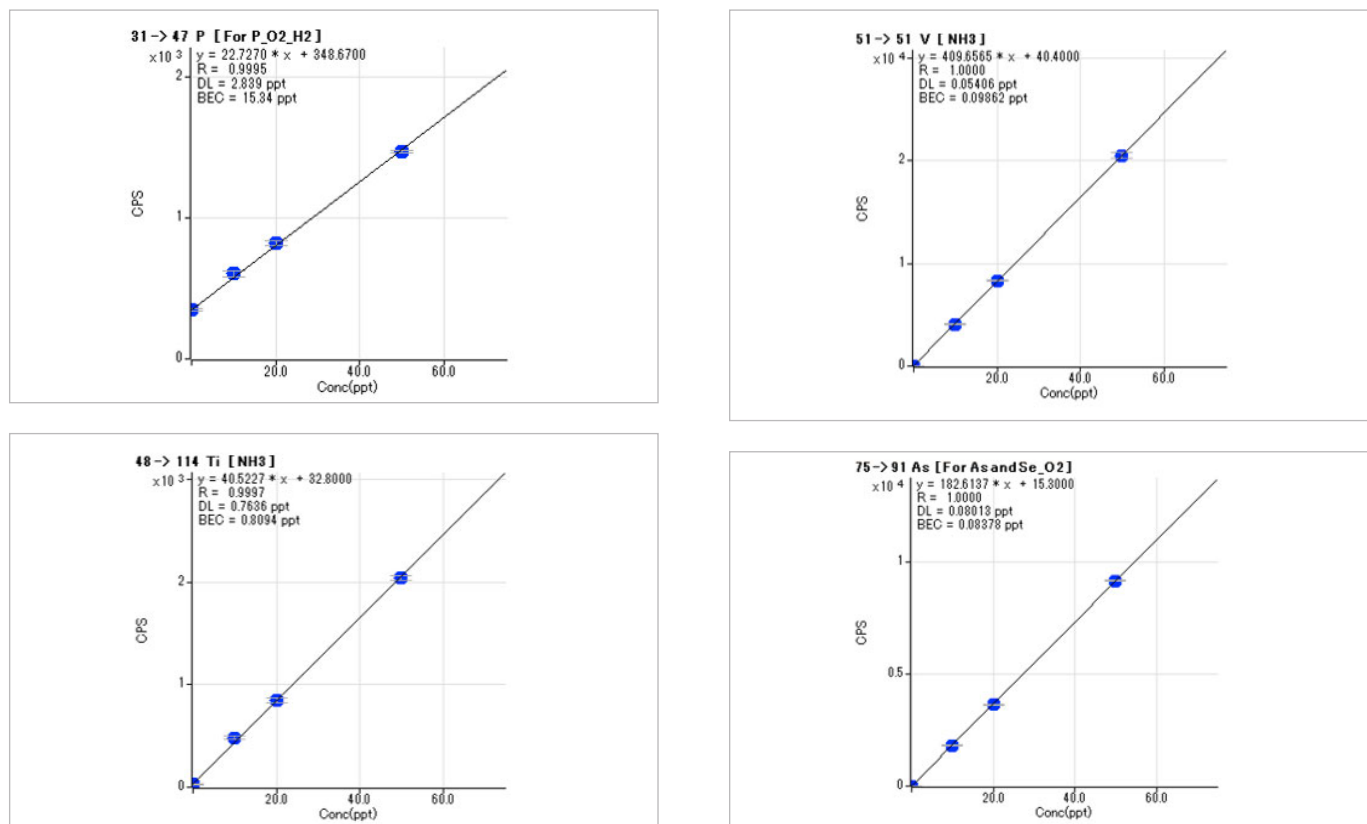 31 -> 47 P [For P_O2_H2]
x10 3
y = 22.7270 * x + 348.6700
R = 0.9995
DL = 2.839 ppt
BEC = 15.34 ppt
2
1
0
CPS
20.0 40.0 60.0
Conc(ppt)
51 -> 51 V [NH3]
x10 4
y = 409.6565 * x + 40.4000
R = 1.0000
DL = 0.05406 ppt
BEC = 0.09862 ppt
2
1
0
CPS
20.0 40.0 60.0
Conc(ppt)
48 -> 114 Ti [NH3]
x10 3
y = 40.5227 * x + 32.8000
R = 0.9997
DL = 0.7636 ppt
BEC = 0.8094 ppt
2
1
0
CPS
20.0 40.0 60.0
Conc(ppt)
75 -> 91 As [For As and Se_O2]
x10 4
y = 182.6137 * x + 15.3000
R = 1.0000
DL = 0.08013 ppt
BEC = 0.08378 ppt
1
0.5
0
CPS
20.0 40.0 60.0
Conc(ppt)